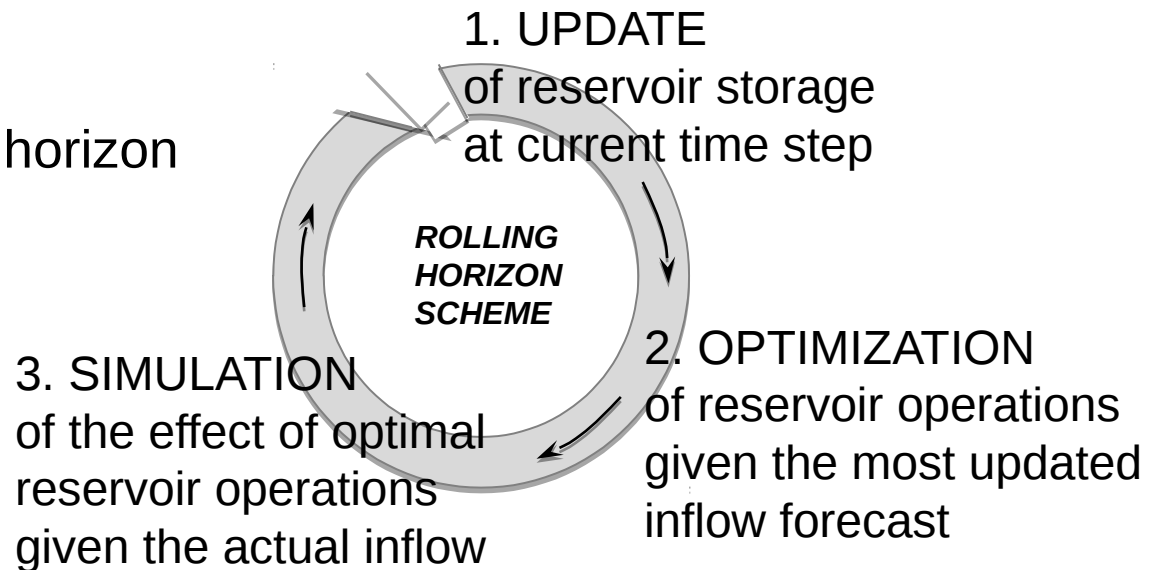 1. UPDATE
of reservoir storage
at current time step
horizon
ROLLING
HORIZON
SCHEME
2. OPTIMIZATION
of reservoir operations
given the most updated
inflow forecast
3. SIMULATION
of the effect of optimal
reservoir operations
given the actual inflow